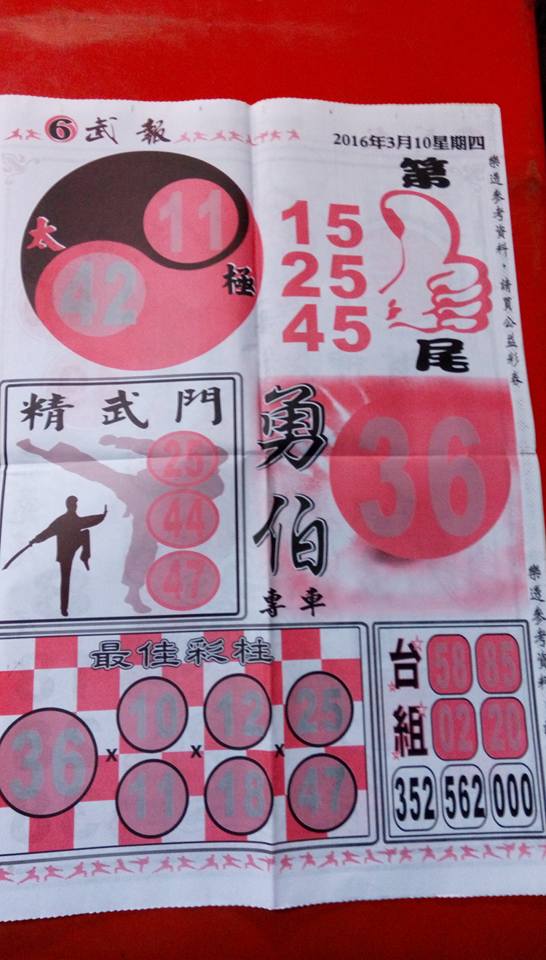 6 武報
2016年3月10星期四
樂透參考資料，請買公益彩卷
太極
11
42
第尾
15
25
45
精武門
25
44
47
勇伯
專車
36
最佳彩柱
36 x 10 x 12 x 25
11 18 47
台組
58 85
02 20
352 562 000
樂透參考資料